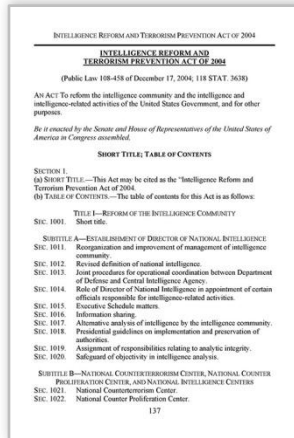 INTELLIGENCE REFORM AND TERRORISM PREVENTION ACT OF 2004
INTELLIGENCE REFORM AND
TERRORISM PREVENTION ACT OF 2004
(Public Law 108-458 of December 17, 2004; 118 STAT. 3638)
AN ACT To reform the intelligence community and the intelligence and
intelligence-related activities of the United States Government, and for other
purposes.
Be it enacted by the Senate and House of Representatives of the United States of
America in Congress assembled,
SHORT TITLE; TABLE OF CONTENTS
SECTION 1.
(a) SHORT TITLE.—This Act may be cited as the "Intelligence Reform and
Terrorism Prevention Act of 2004.
(b) TABLE OF CONTENTS.—The table of contents for this Act is as follows:
TITLE I—REFORM OF THE INTELLIGENCE COMMUNITY
SEC. 1001. Short title.
SUBTITLE A—ESTABLISHMENT OF DIRECTOR OF NATIONAL INTELLIGENCE
SEC. 1011. Reorganization and improvement of management of intelligence
community.
SEC. 1012. Revised definition of national intelligence.
SEC. 1013. Joint procedures for operational coordination between Department
of Defense and Central Intelligence Agency.
SEC. 1014. Role of Director of National Intelligence in appointment of certain
officials responsible for intelligence-related activities.
SEC. 1015. Executive Schedule matters.
SEC. 1016. Information sharing.
SEC. 1017. Alternative analysis of intelligence by the intelligence community.
SEC. 1018. Presidential guidelines on implementation and preservation of
authorities.
SEC. 1019. Assignment of responsibilities relating to analytic integrity.
SEC. 1020. Safeguard of objectivity in intelligence analysis.
SUBTITLE B—NATIONAL COUNTERTERRORISM CENTER, NATIONAL COUNTER
PROLIFERATION CENTER, AND NATIONAL INTELLIGENCE CENTERS
SEC. 1021. National Counterterrorism Center.
SEC. 1022. National Counter Proliferation Center.
137